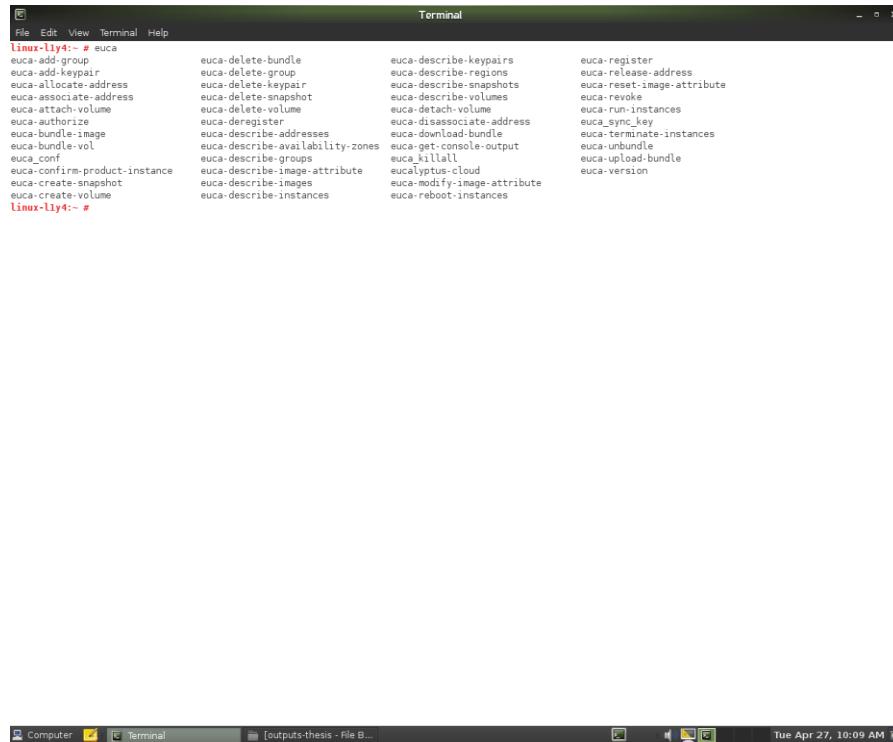 Terminal
File Edit View Terminal Help
linux-l1y4:~ # euca
euca-add-group euca-delete-bundle euca-describe-keypairs euca-register
euca-add-keypair euca-delete-group euca-describe-regions euca-release-address
euca-allocate-address euca-delete-keypair euca-describe-snapshots euca-reset-image-attribute
euca-associate-address euca-delete-snapshot euca-describe-volumes euca-revoke
euca-attach-volume euca-delete-volume euca-detach-volume euca-run-instances
euca-authorize euca-deregister euca-disassociate-address euca_sync_key
euca-bundle-image euca-describe-addresses euca-download-bundle euca-terminate-instances
euca-bundle-vol euca-describe-availability-zones euca-get-console-output euca-unbundle
euca_conf euca-describe-groups euca_killall euca-upload-bundle
euca-confirm-product-instance euca-describe-image-attribute eucalyptus-cloud euca-version
euca-create-snapshot euca-describe-images euca-modify-image-attribute
euca-create-volume euca-describe-instances euca-reboot-instances
linux-l1y4:~ #
Computer Terminal [outputs-thesis - File B... Tue Apr 27, 10:09 AM